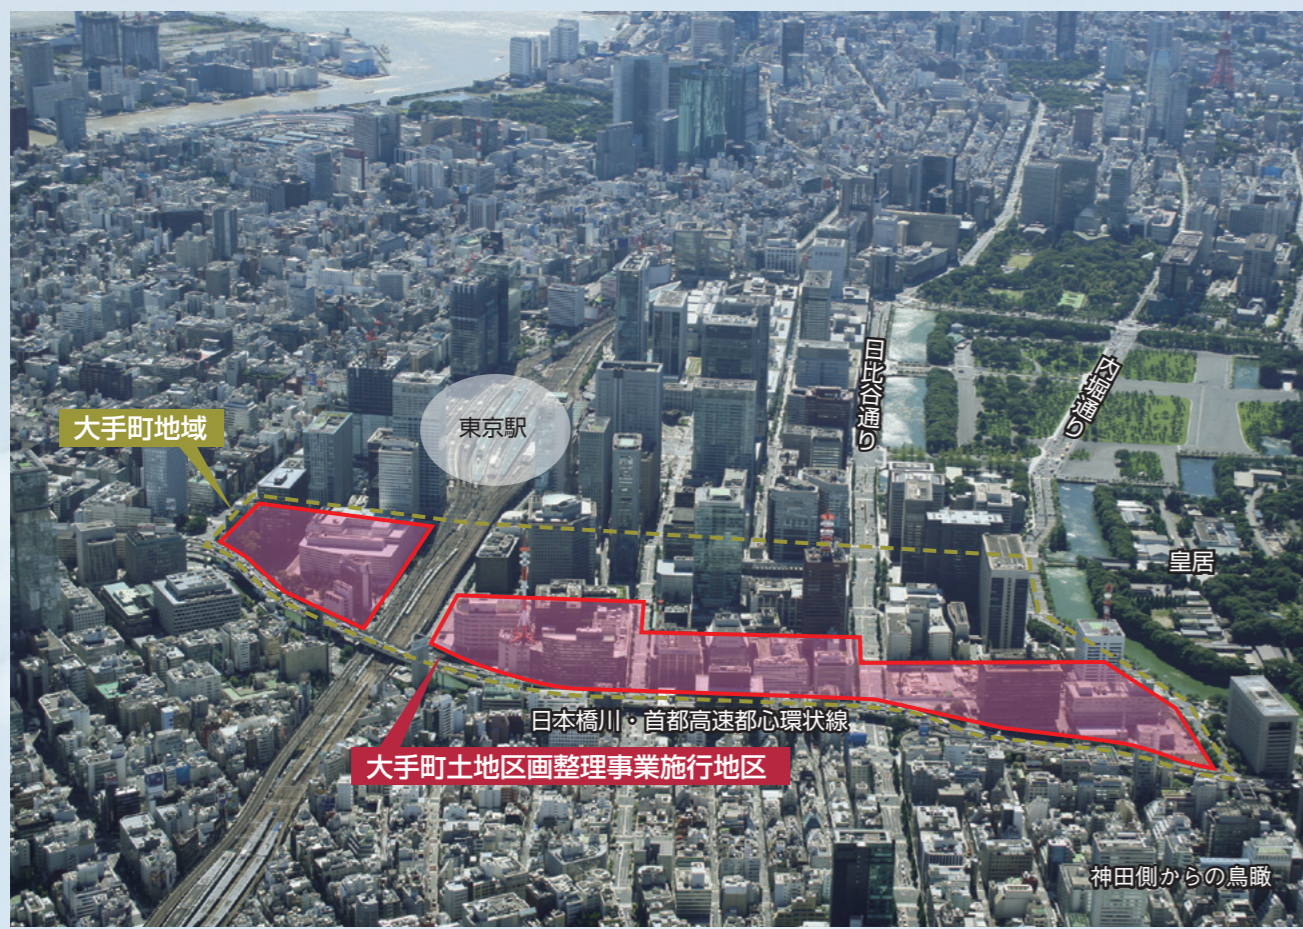 日比谷通り
内堀通り
大手町地域
東京駅
皇居
日本橋川・首都高速都心環状線
大手町土地区画整理事業施行地区
神田側からの鳥瞰